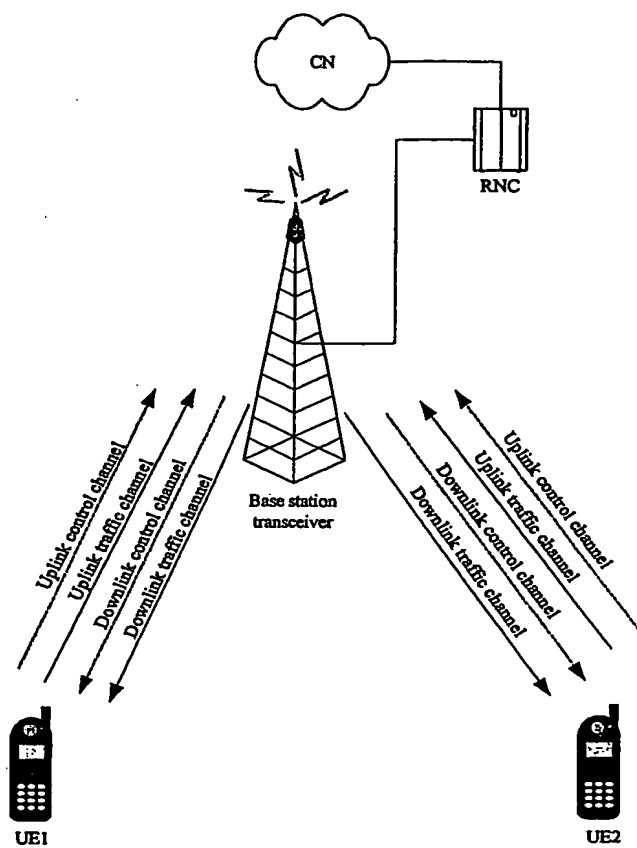 CN
RNC
Base station
transceiver
Uplink control channel
Uplink traffic channel
Downlink control channel
Downlink traffic channel
Uplink control channel
Uplink traffic channel
Downlink control channel
Downlink traffic channel
UE1
UE2